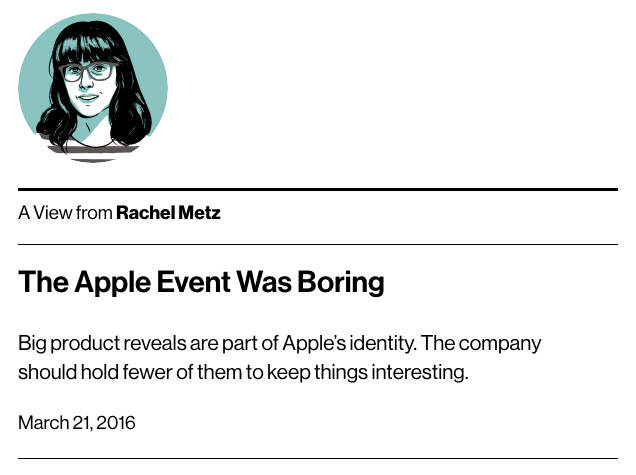 A View from Rachel Metz
The Apple Event Was Boring
Big product reveals are part of Apple’s identity. The company
should hold fewer of them to keep things interesting.
March 21, 2016